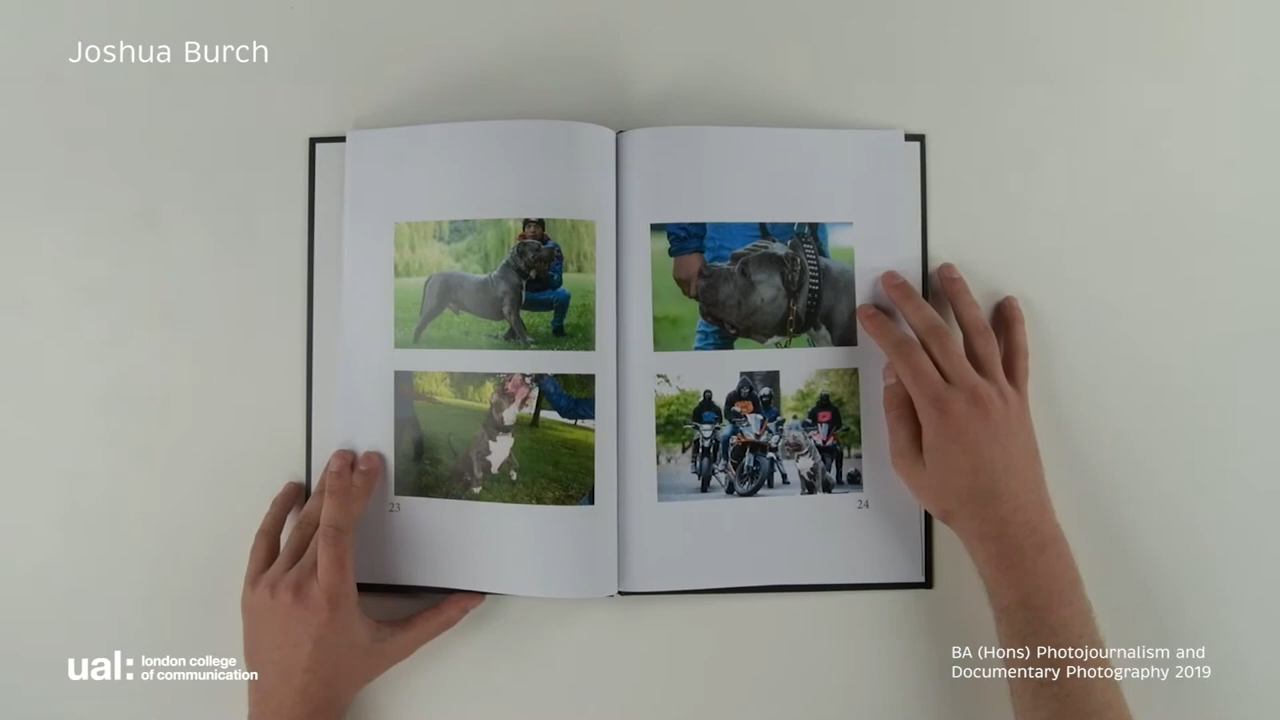 Joshua Burch
23
24
ual:
london college
of communication
BA (Hons) Photojournalism and
Documentary Photography 2019